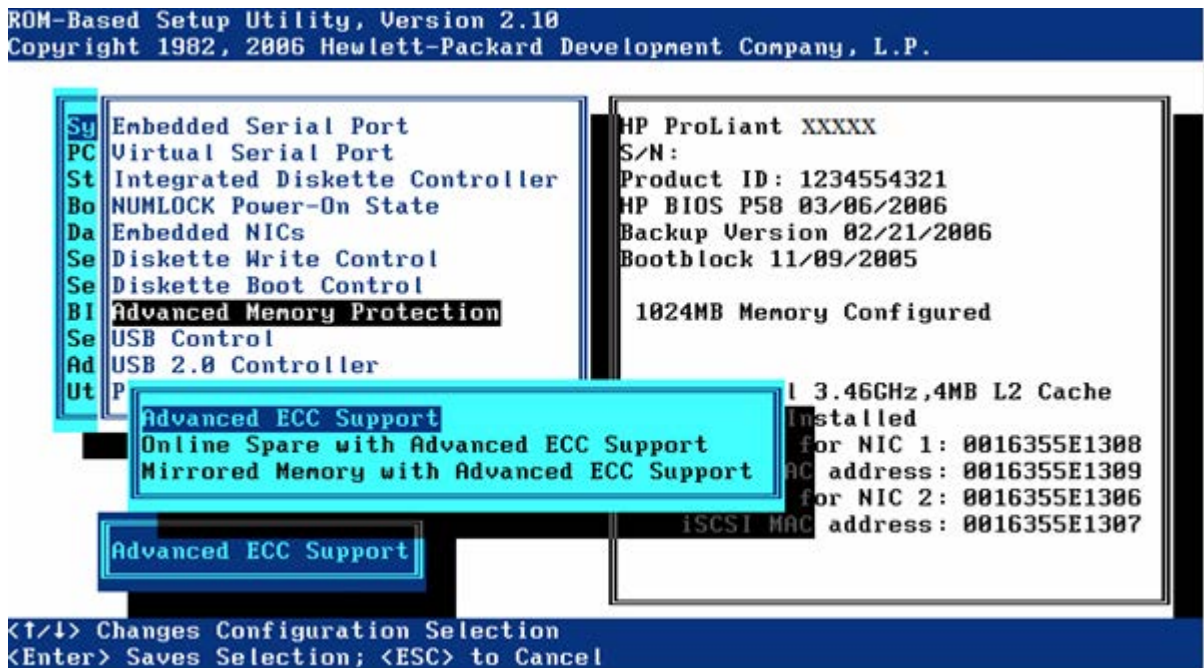 ROM-Based Setup Utility, Version 2.10
Copyright 1982, 2006 Hewlett-Packard Development Company, L.P.
Sy
PC
St
Bo
Da
Se
Se
BI
Se
Ad
Ut
Embedded Serial Port
Virtual Serial Port
Integrated Diskette Controller
NUMLOCK Power-On State
Embedded NICs
Diskette Write Control
Diskette Boot Control
Advanced Memory Protection
USB Control
USB 2.0 Controller
P
Advanced ECC Support
Online Spare with Advanced ECC Support
Mirrored Memory with Advanced ECC Support
Advanced ECC Support
HP ProLiant XXXXX
S/N:
Product ID: 1234554321
HP BIOS P58 03/06/2006
Backup Version 02/21/2006
Bootblock 11/09/2005
1024MB Memory Configured
l 3.46GHz,4MB L2 Cache
Installed
for NIC 1: 0016355E1308
AC address: 0016355E1309
for NIC 2: 0016355E1306
iSCSI MAC address: 0016355E1307
<↑/↓> Changes Configuration Selection
<Enter> Saves Selection; <ESC> to Cancel